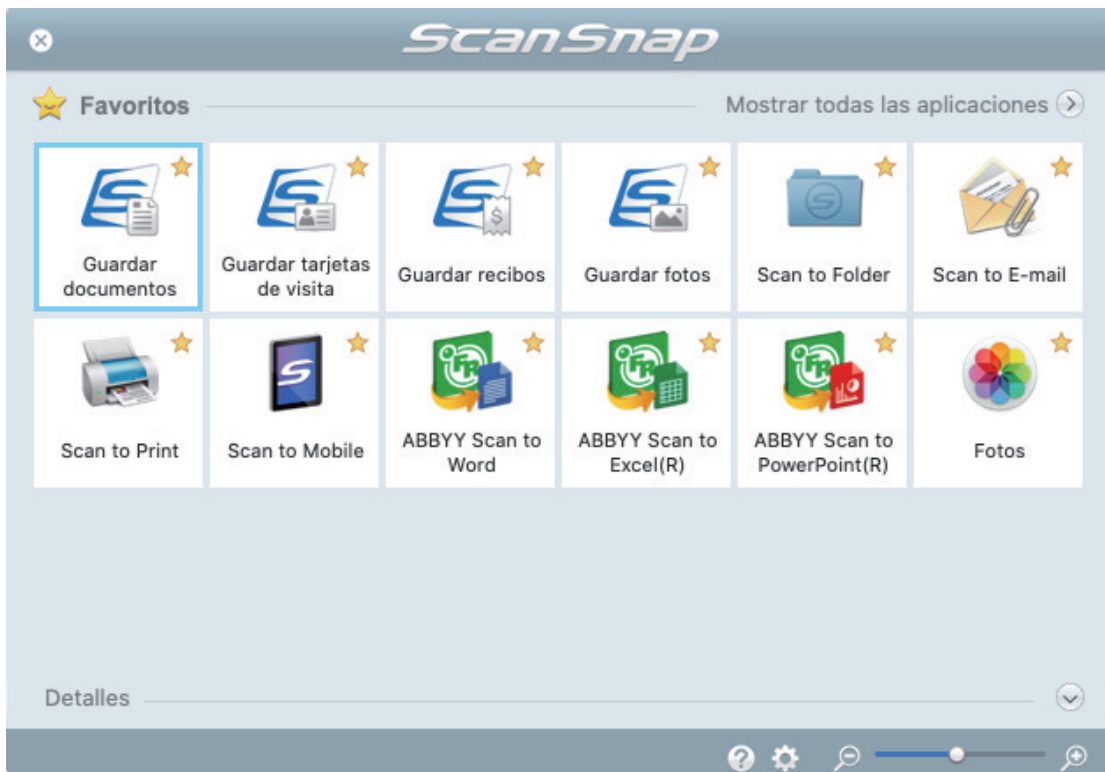 ScanSnap
Favoritos
Mostrar todas las aplicaciones
Guardar
documentos
Guardar tarjetas
de visita
Guardar recibos
Guardar fotos
Scan to Folder
Scan to E-mail
Scan to Print
Scan to Mobile
ABBYY Scan to
Word
ABBYY Scan to
Excel(R)
ABBYY Scan to
PowerPoint(R)
Fotos
Detalles